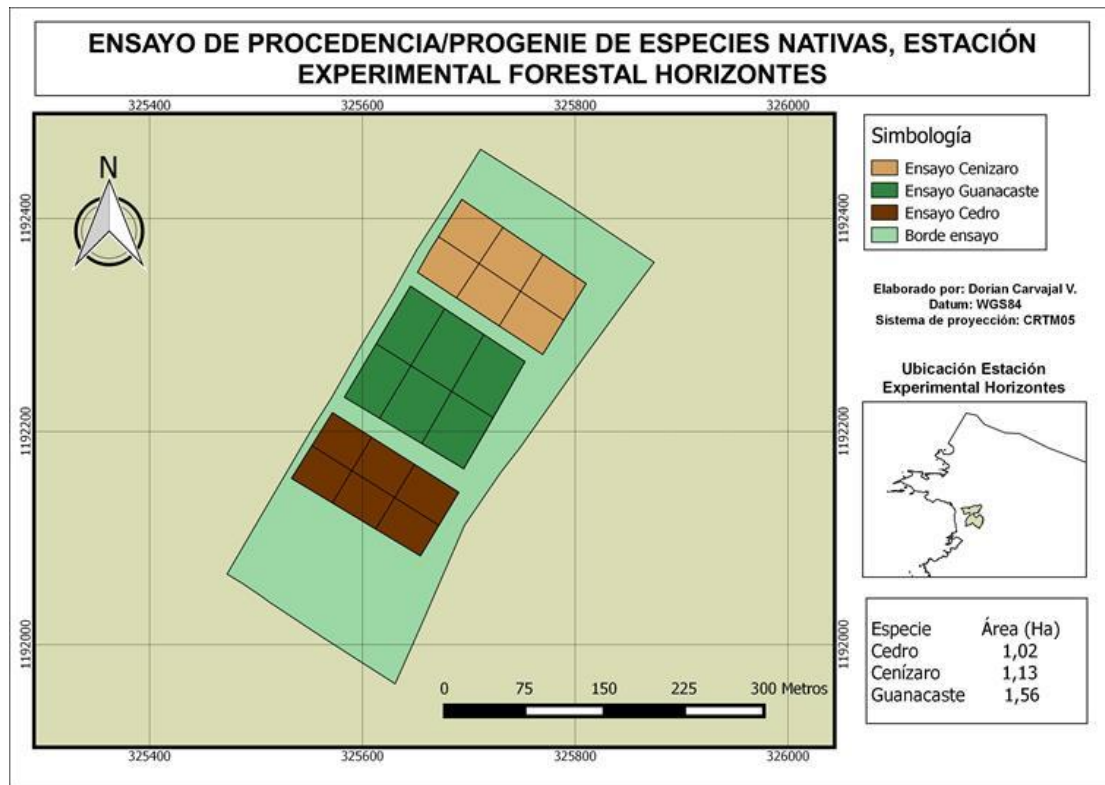 ENSAYO DE PROCEDENCIA/PROGENIE DE ESPECIES NATIVAS, ESTACIÓN
EXPERIMENTAL FORESTAL HORIZONTES
325400 325600 325800 326000
N
1192400
1192200
1192000
1192400
1192200
1192000
0 75 150 225 300 Metros
325400 325600 325800 326000
Simbología
Ensayo Cenizaro
Ensayo Guanacaste
Ensayo Cedro
Borde ensayo
Elaborado por: Dorian Carvajal V.
Datum: WGS84
Sistema de proyección: CRTM05
Ubicación Estación
Experimental Horizontes
Especie Área (Ha)
Cedro 1,02
Cenízaro 1,13
Guanacaste 1,56